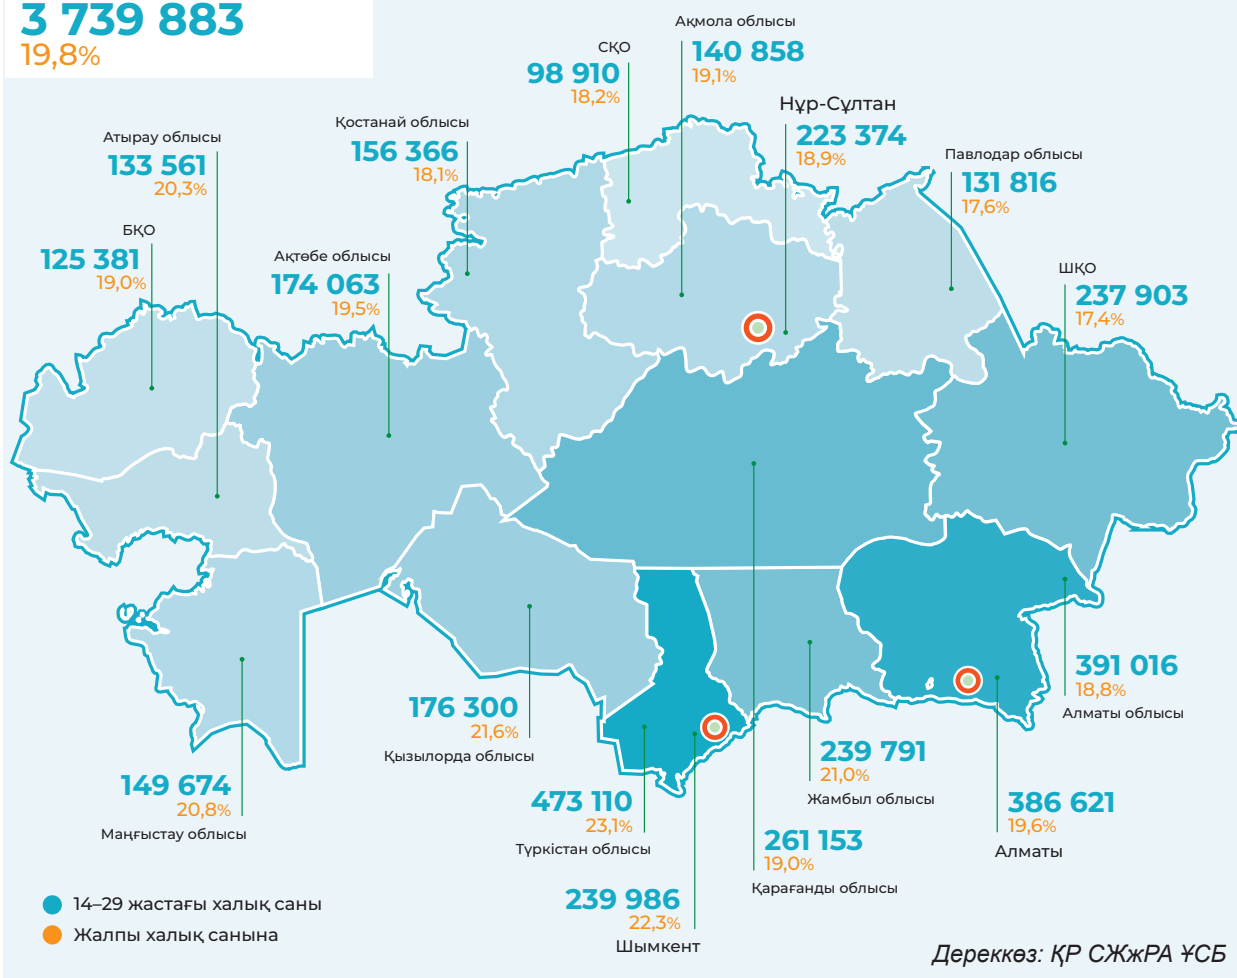 3 739 883
19,8%
Ақмола облысы
140 858
19,1%
СҚО
98 910
18,2%
Нұр-Сұлтан
223 374
18,9%
Қостанай облысы
156 366
18,1%
Атырау облысы
133 561
20,3%
Павлодар облысы
131 816
17,6%
БҚО
125 381
19,0%
Ақтөбе облысы
174 063
19,5%
ШҚО
237 903
17,4%
391 016
18,8%
Алматы облысы
176 300
21,6%
Қызылорда облысы
239 791
21,0%
Жамбыл облысы
149 674
20,8%
Маңғыстау облысы
473 110
23,1%
Түркістан облысы
386 621
19,6%
Алматы
261 153
19,0%
Қарағанды облысы
239 986
22,3%
Шымкент
14–29 жастағы халық саны
Жалпы халық санына
Дереккөз: ҚР СЖжРА ҰСБ